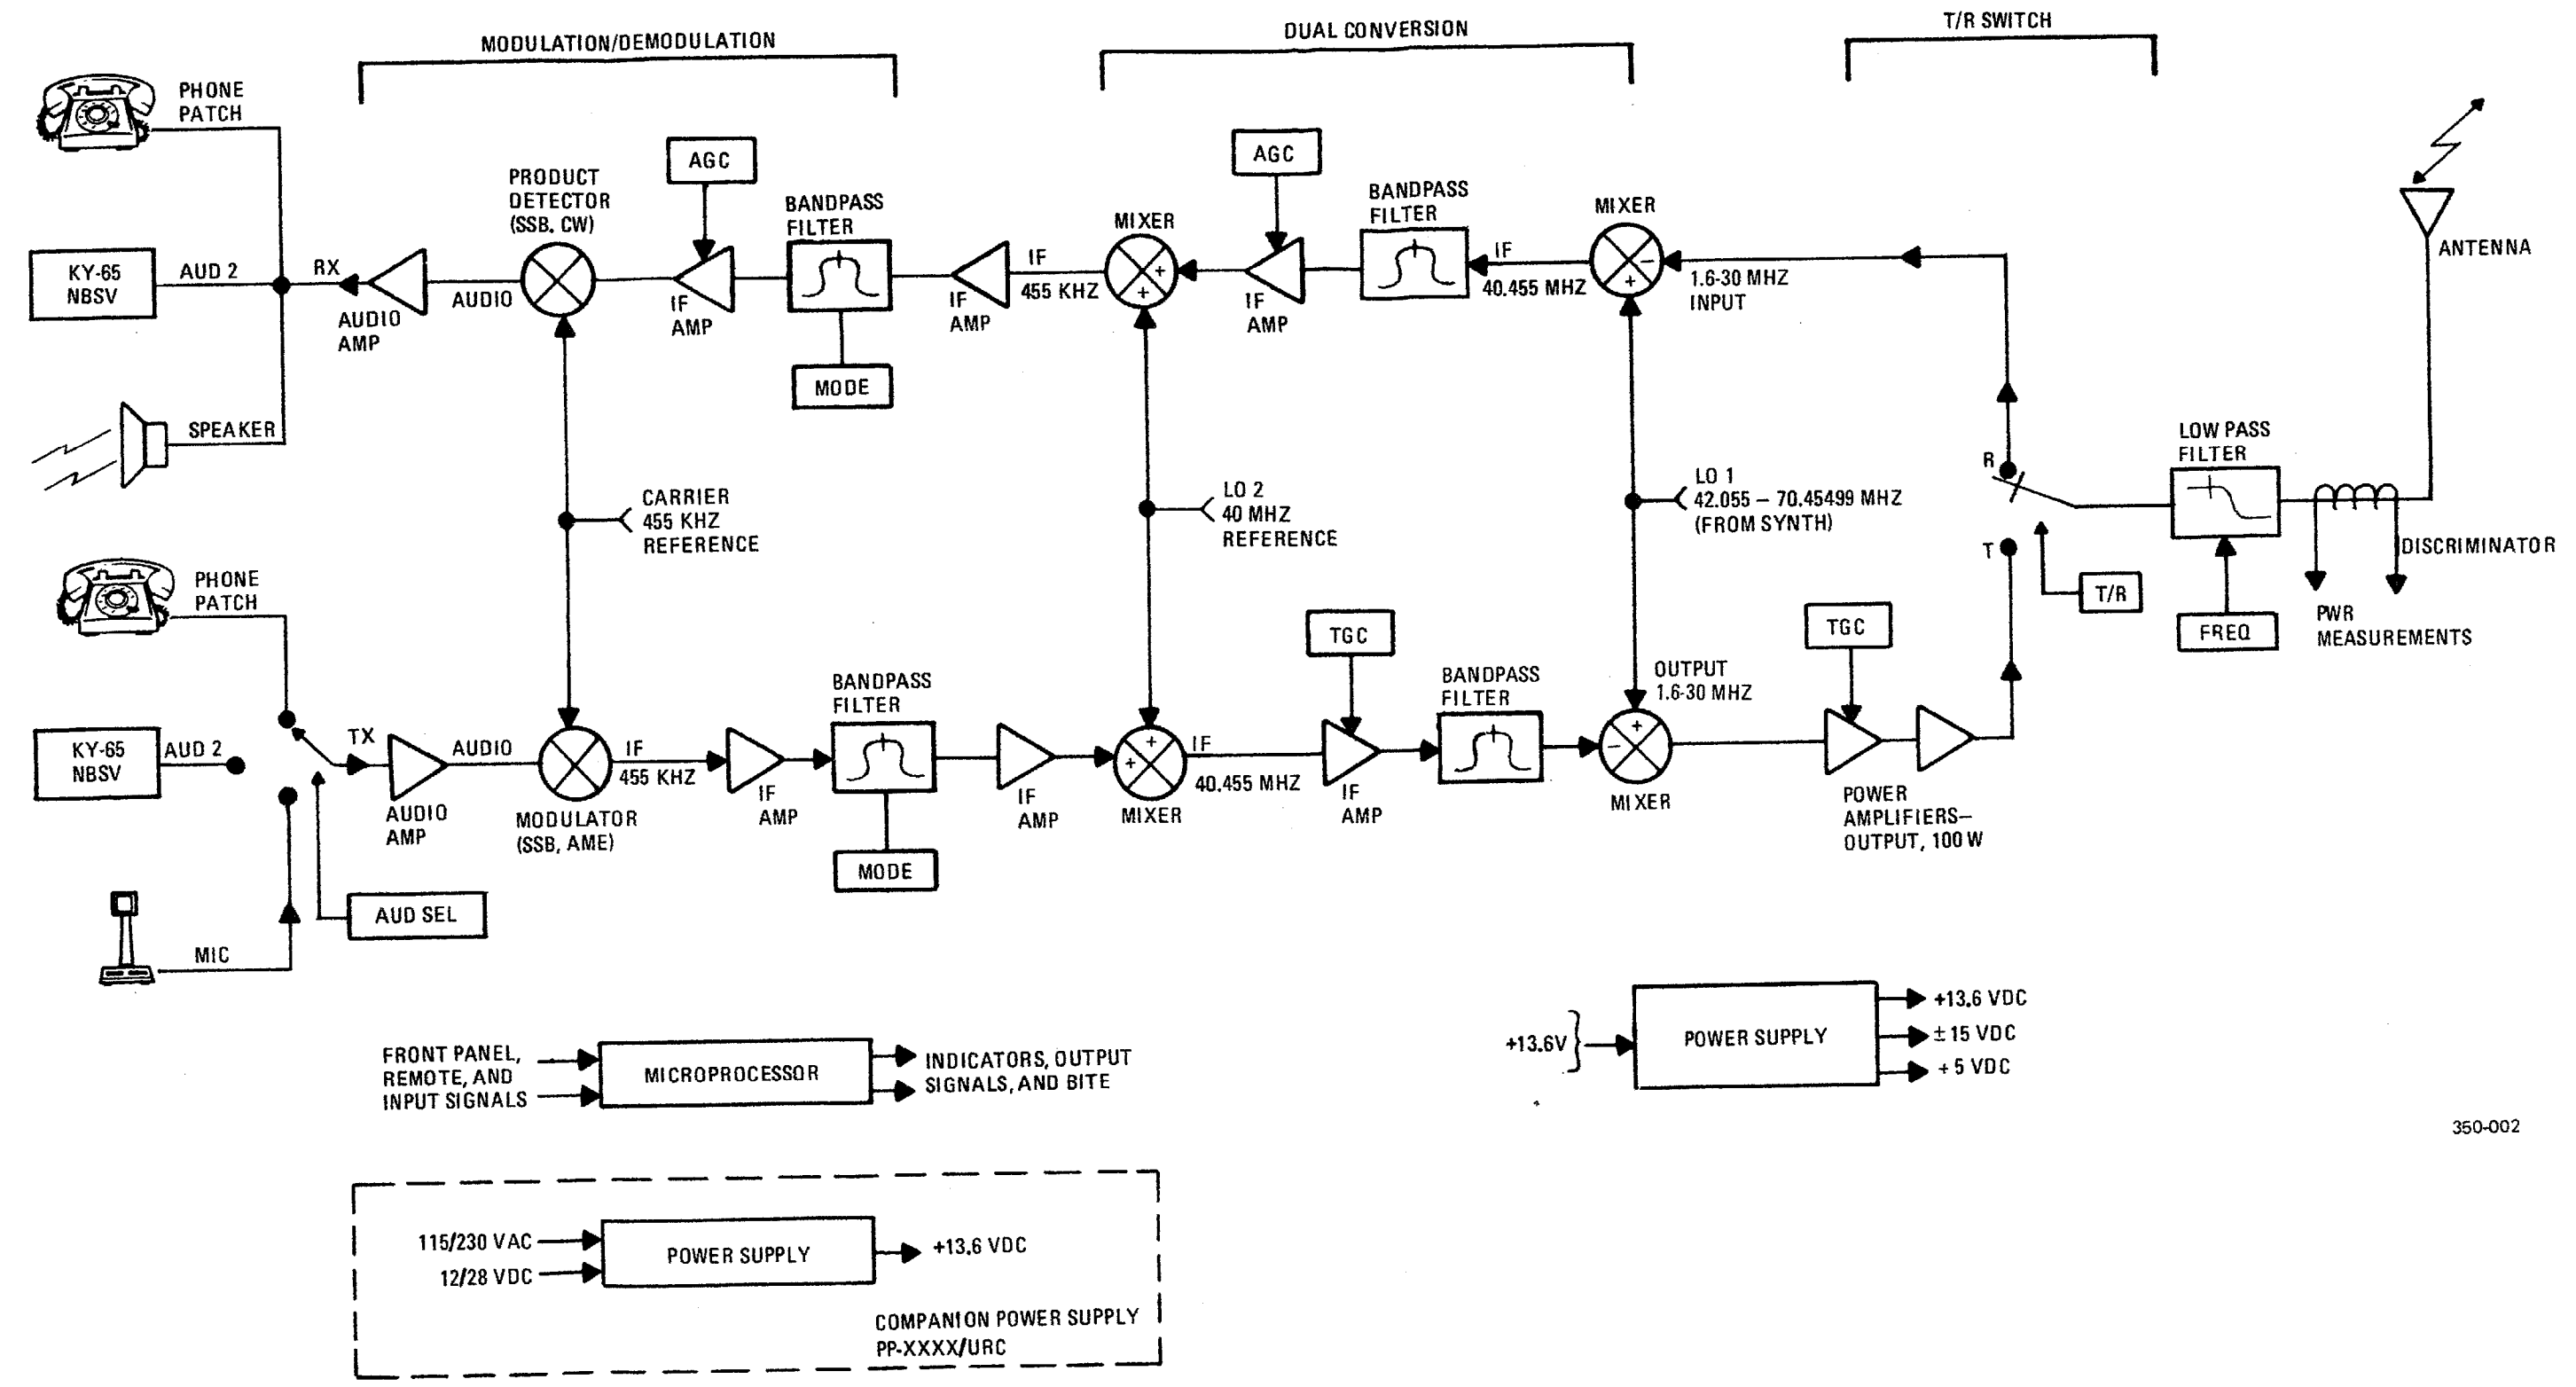 MODULATION/DEMODULATION
DUAL CONVERSION
T/R SWITCH
PHONE
PATCH
AGC
AGC
PRODUCT
DETECTOR
(SSB, CW)
BANDPASS
FILTER
MIXER
BANDPASS
FILTER
MIXER
ANTENNA
KY-65
NBSV
AUD 2
RX
AUDIO
AMP
AUDIO
IF
AMP
IF
AMP
IF
455 KHZ
+
+
IF
AMP
IF
40.455 MHZ
−
+
1.6-30 MHZ
INPUT
MODE
SPEAKER
LOW PASS
FILTER
R
CARRIER
455 KHZ
REFERENCE
LO 2
40 MHZ
REFERENCE
LO 1
42.055 – 70.45499 MHZ
(FROM SYNTH)
T
DISCRIMINATOR
T/R
FREQ
PWR
MEASUREMENTS
PHONE
PATCH
TGC
TGC
BANDPASS
FILTER
BANDPASS
FILTER
OUTPUT
1.6-30 MHZ
KY-65
NBSV
AUD 2
TX
AUDIO
AMP
AUDIO
MODULATOR
(SSB, AME)
IF
455 KHZ
IF
AMP
IF
AMP
+
+
MIXER
IF
40.455 MHZ
IF
AMP
+
−
MIXER
POWER
AMPLIFIERS–
OUTPUT, 100 W
MODE
AUD SEL
MIC
FRONT PANEL,
REMOTE, AND
INPUT SIGNALS
MICROPROCESSOR
INDICATORS, OUTPUT
SIGNALS, AND BITE
+13.6V
POWER SUPPLY
+13.6 VDC
±15 VDC
+ 5 VDC
350-002
115/230 VAC
12/28 VDC
POWER SUPPLY
+13.6 VDC
COMPANION POWER SUPPLY
PP-XXXX/URC